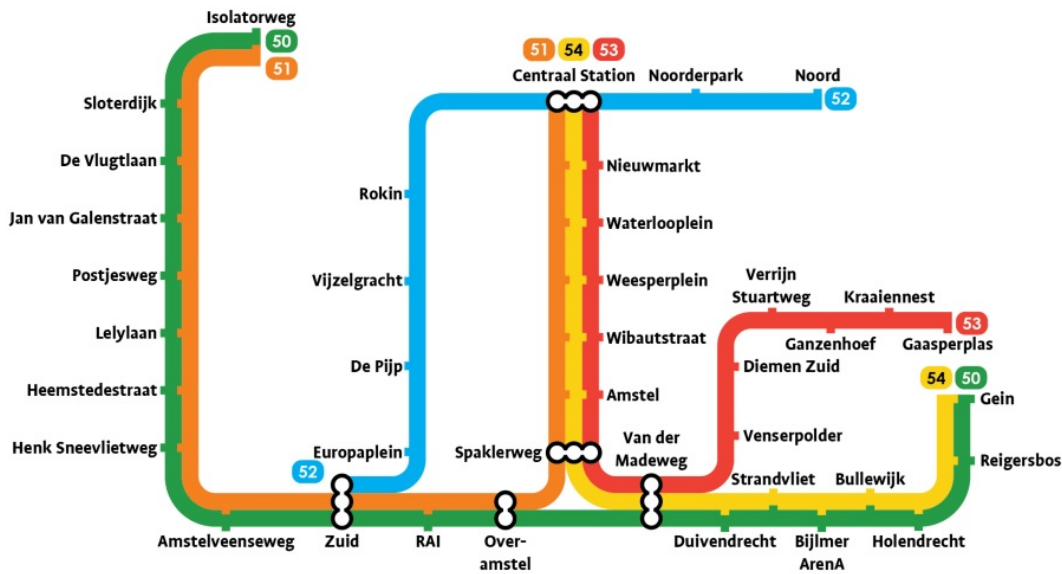 Isolatorweg
50
51
Sloterdijk
De Vlugtlaan
Jan van Galenstraat
Postjesweg
Lelylaan
Heemstedestraat
Henk Sneevlietweg
Amstelveenseweg
51 54 53
Centraal Station
Noorderpark
Noord
52
Rokin
Vijzelgracht
De Pijp
Europaplein
52
Zuid
RAI
Over-
amstel
Nieuwmarkt
Waterlooplein
Weesperplein
Wibautstraat
Amstel
Spaklerweg
Van der
Madeweg
Verrijn
Stuartweg
Kraaiennest
53
Ganzenhoef
Gaasperplas
Diemen Zuid
Venserpolder
54 50
Gein
Reigersbos
Strandvliet
Bullewijk
Duivendrecht
Bijlmer
ArenA
Holendrecht